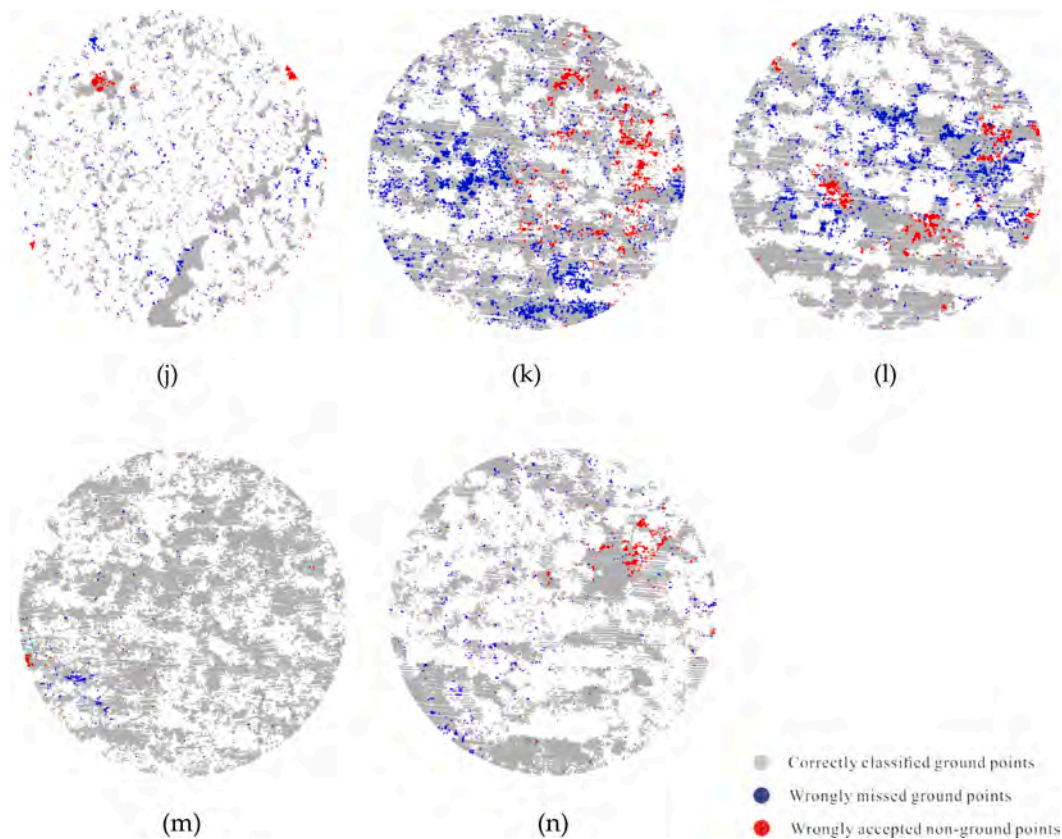 (j)
(k)
(l)
(m)
(n)
Correctly classified ground points
Wrongly missed ground points
Wrongly accepted non-ground points